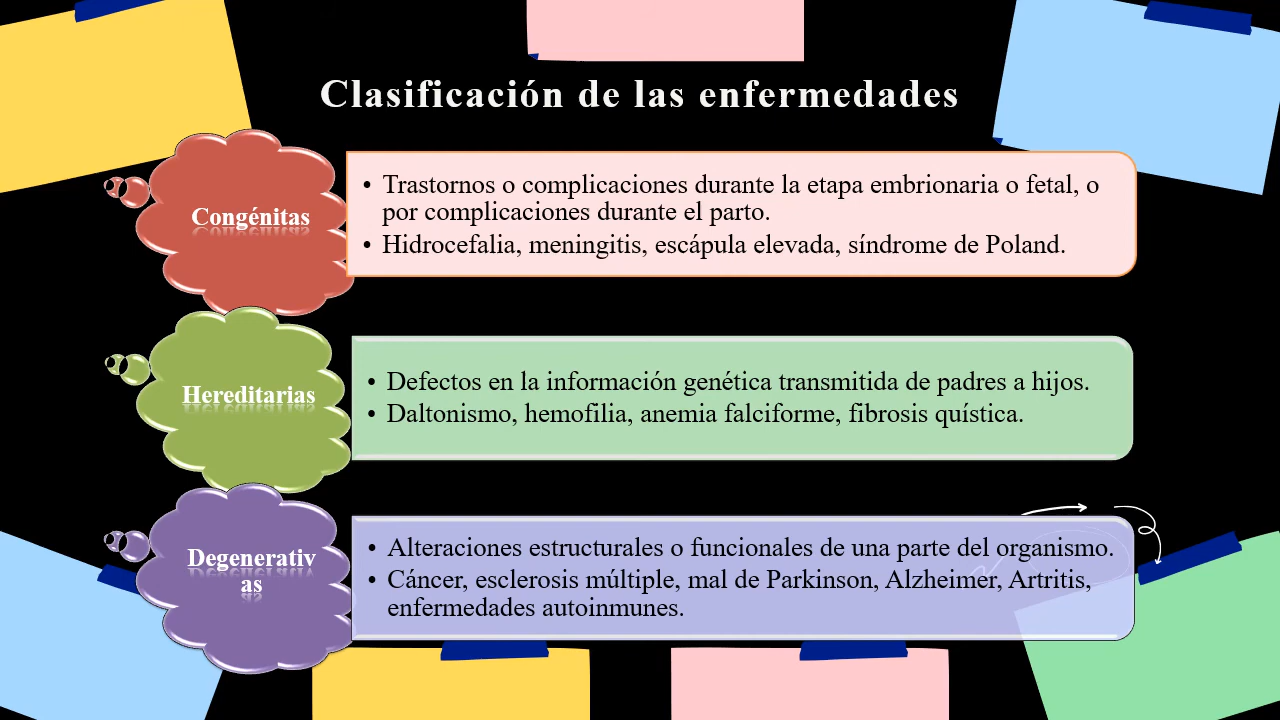 Clasificación de las enfermedades
Congénitas
• Trastornos o complicaciones durante la etapa embrionaria o fetal, o
por complicaciones durante el parto.
• Hidrocefalia, meningitis, escápula elevada, síndrome de Poland.
Hereditarias
• Defectos en la información genética transmitida de padres a hijos.
• Daltonismo, hemofilia, anemia falciforme, fibrosis quística.
Degenerativ
as
• Alteraciones estructurales o funcionales de una parte del organismo.
• Cáncer, esclerosis múltiple, mal de Parkinson, Alzheimer, Artritis,
enfermedades autoinmunes.